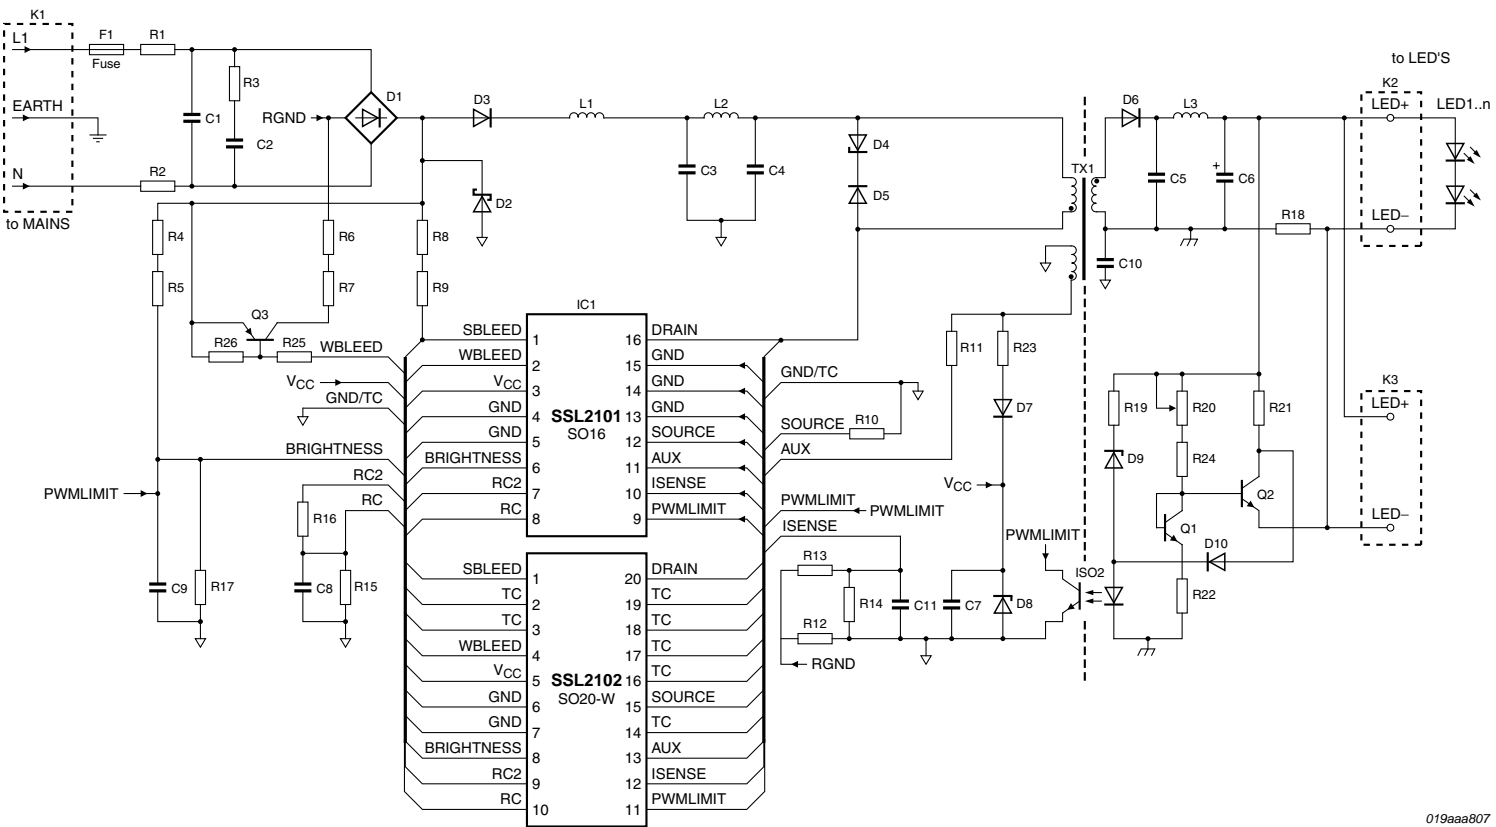 K1
L1
F1
Fuse
R1
R3
C1
C2
EARTH
N
R2
to MAINS
RGND
D1
D3
L1
L2
C3
C4
D4
D5
D2
TX1
D6
L3
C5
C6
+
R18
C10
to LED'S
K2
LED+
LED1..n
LED–
R4
R5
R6
R7
R8
R9
Q3
R26
R25
WBLEED
VCC
GND/TC
BRIGHTNESS
RC2
RC
PWMLIMIT
R16
C9
R17
C8
R15
IC1
SBLEED 1
WBLEED 2
VCC 3
GND 4
GND 5
BRIGHTNESS 6
RC2 7
RC 8
SSL2101
SO16
16 DRAIN
15 GND
14 GND
13 GND
12 SOURCE
11 AUX
10 ISENSE
9 PWMLIMIT
SBLEED 1
TC 2
TC 3
WBLEED 4
VCC 5
GND 6
GND 7
BRIGHTNESS 8
RC2 9
RC 10
SSL2102
SO20-W
20 DRAIN
19 TC
18 TC
17 TC
16 TC
15 SOURCE
14 TC
13 AUX
12 ISENSE
11 PWMLIMIT
GND/TC
SOURCE
R10
AUX
PWMLIMIT
PWMLIMIT
ISENSE
R11
R23
D7
VCC
R13
R14
C11
C7
D8
R12
RGND
PWMLIMIT
ISO2
R19
R20
R21
D9
R24
Q2
Q1
D10
R22
K3
LED+
LED–
019aaa807